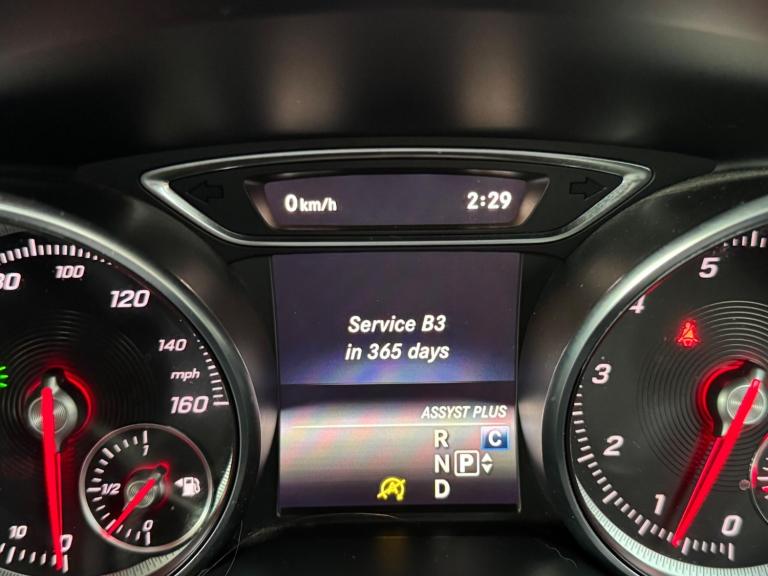 0 km/h 2:29
Service B3
in 365 days
ASSYST PLUS
R C
N P
D
100
120
140
mph
160
1
1/2
0
10
0
5
4
3
2
1
0